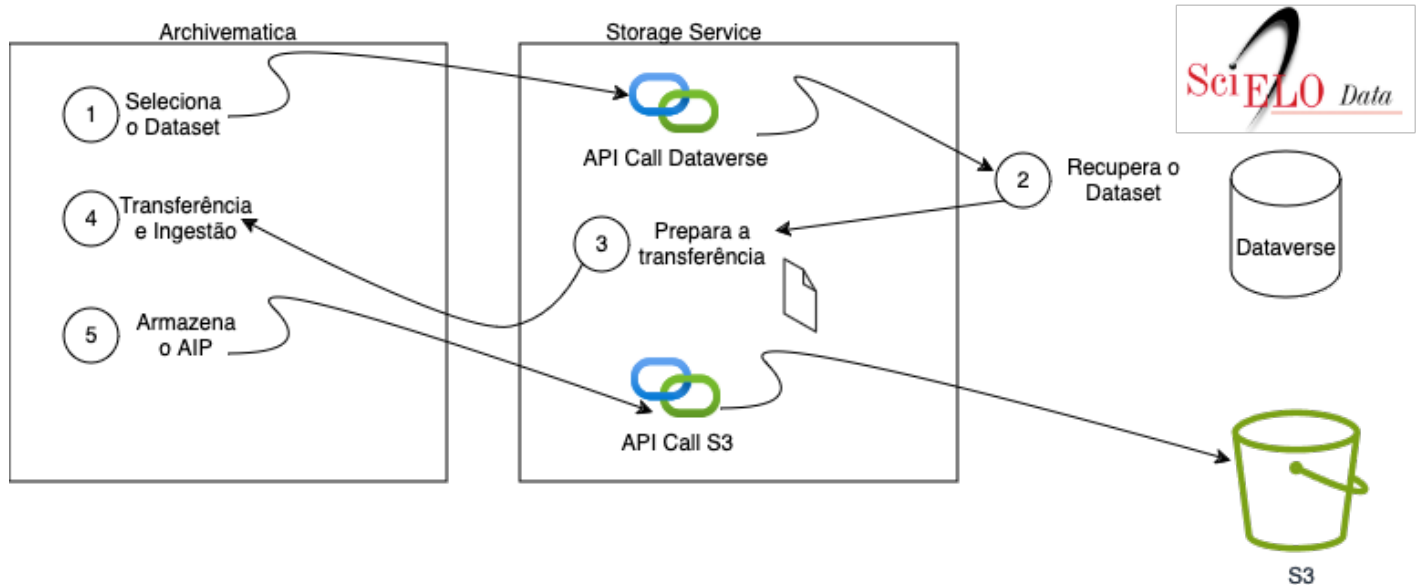 Archivematica
Storage Service
SciELO Data
1
Seleciona
o Dataset
API Call Dataverse
2
Recupera o
Dataset
4
Transferência
e Ingestão
3
Prepara a
transferência
Dataverse
5
Armazena
o AIP
API Call S3
S3